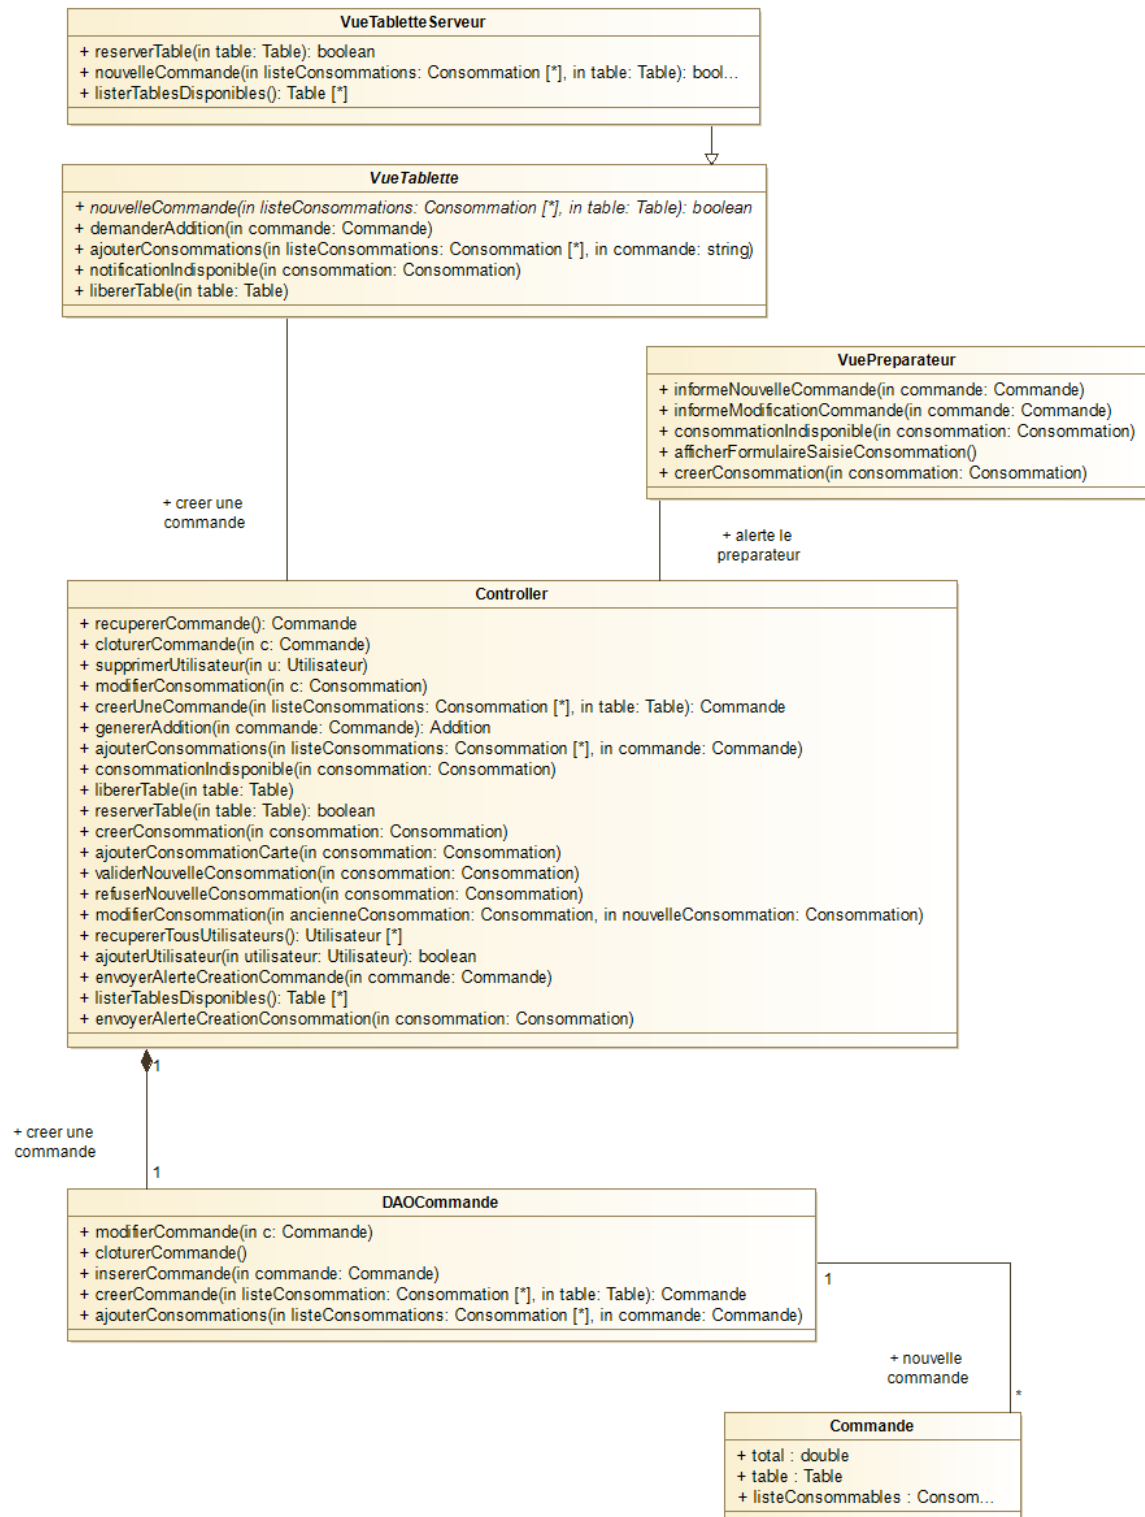 VueTabletteServeur
+ reserverTable(in table: Table): boolean
+ nouvelleCommande(in listeConsommations: Consommation [*], in table: Table): bool...
+ listerTablesDisponibles(): Table [*]
VueTablette
+ nouvelleCommande(in listeConsommations: Consommation [*], in table: Table): boolean
+ demanderAddition(in commande: Commande)
+ ajouterConsommations(in listeConsommations: Consommation [*], in commande: string)
+ notificationIndisponible(in consommation: Consommation)
+ libererTable(in table: Table)
VuePreparateur
+ informeNouvelleCommande(in commande: Commande)
+ informeModificationCommande(in commande: Commande)
+ consommationIndisponible(in consommation: Consommation)
+ afficherFormulaireSaisieConsommation()
+ creerConsommation(in consommation: Consommation)
+ creer une
commande
+ alerte le
preparateur
Controller
+ recupererCommande(): Commande
+ cloturerCommande(in c: Commande)
+ supprimerUtilisateur(in u: Utilisateur)
+ modifierConsommation(in c: Consommation)
+ creerUneCommande(in listeConsommations: Consommation [*], in table: Table): Commande
+ genererAddition(in commande: Commande): Addition
+ ajouterConsommations(in listeConsommations: Consommation [*], in commande: Commande)
+ consommationIndisponible(in consommation: Consommation)
+ libererTable(in table: Table)
+ reserverTable(in table: Table): boolean
+ creerConsommation(in consommation: Consommation)
+ ajouterConsommationCarte(in consommation: Consommation)
+ validerNouvelleConsommation(in consommation: Consommation)
+ refuserNouvelleConsommation(in consommation: Consommation)
+ modifierConsommation(in ancienneConsommation: Consommation, in nouvelleConsommation: Consommation)
+ recupererTousUtilisateurs(): Utilisateur [*]
+ ajouterUtilisateur(in utilisateur: Utilisateur): boolean
+ envoyerAlerteCreationCommande(in commande: Commande)
+ listerTablesDisponibles(): Table [*]
+ envoyerAlerteCreationConsommation(in consommation: Consommation)
1
+ creer une
commande
1
DAOCommande
+ modifierCommande(in c: Commande)
+ cloturerCommande()
+ insererCommande(in commande: Commande)
+ creerCommande(in listeConsommation: Consommation [*], in table: Table): Commande
+ ajouterConsommations(in listeConsommations: Consommation [*], in commande: Commande)
1
+ nouvelle
commande
*
Commande
+ total : double
+ table : Table
+ listeConsommables : Consom...